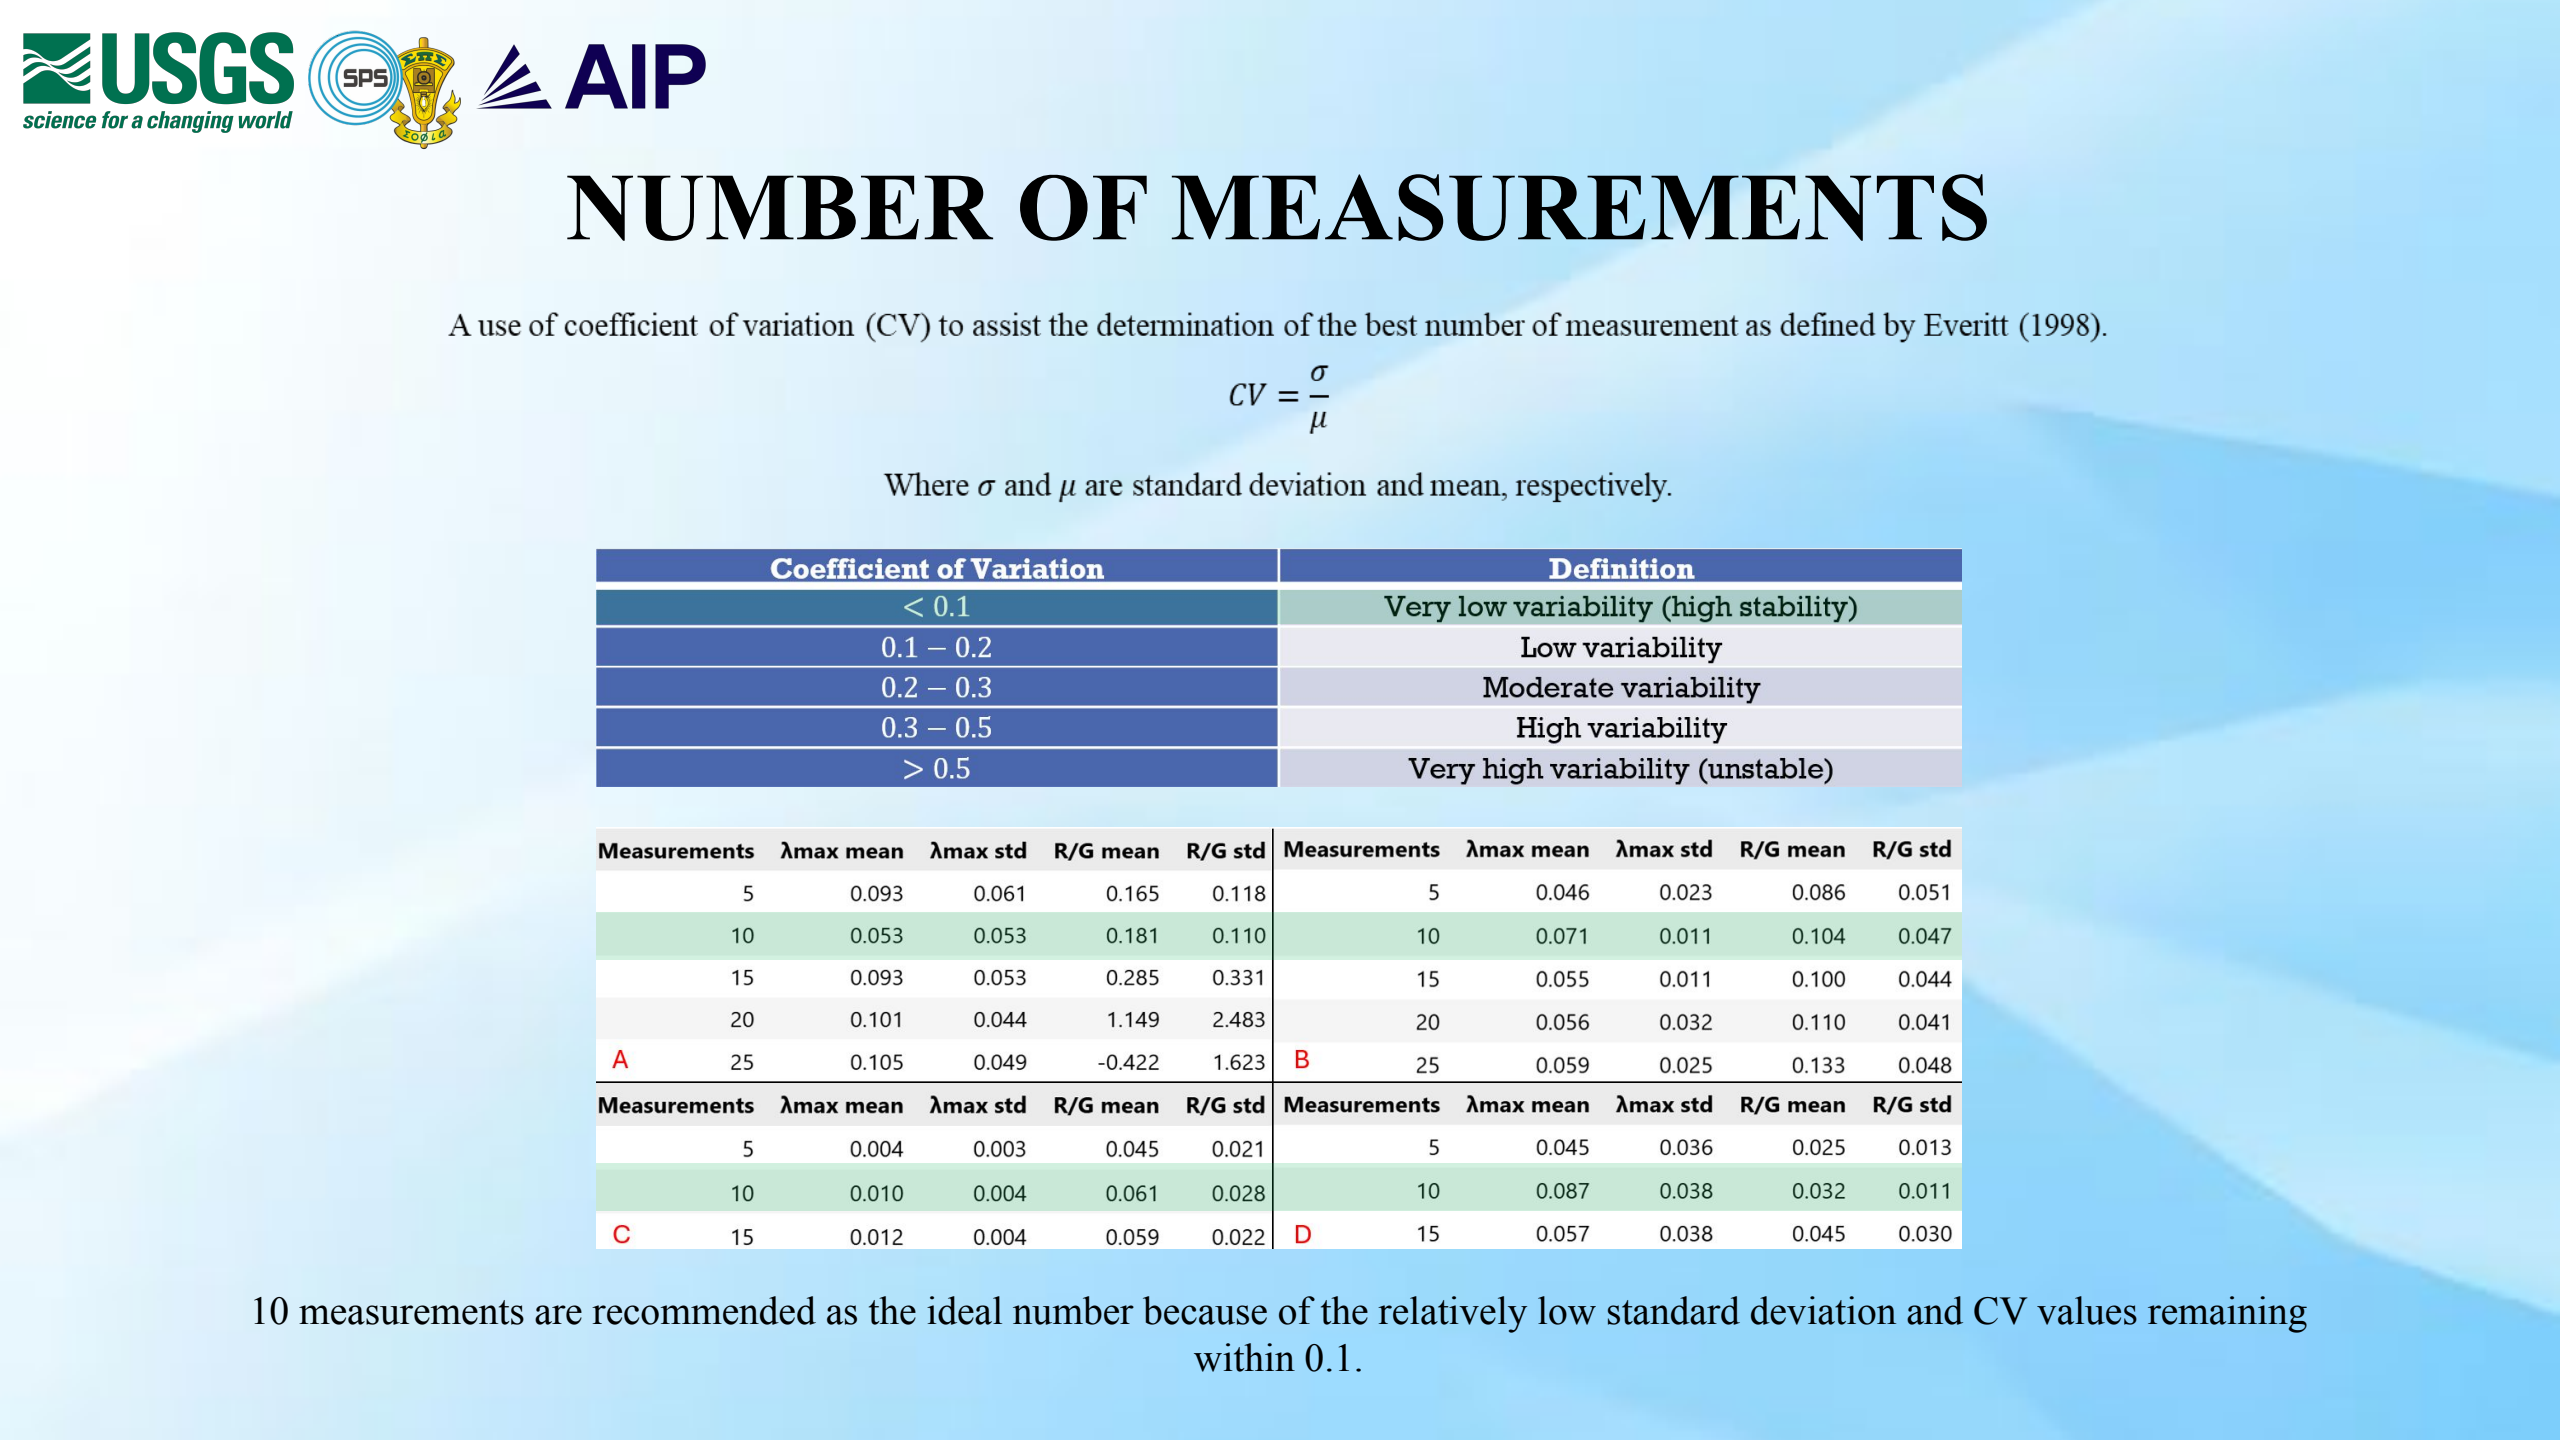 USGS
science for a changing world
SPS
ΣΠΣ
AIP
NUMBER OF MEASUREMENTS
A use of coefficient of variation (CV) to assist the determination of the best number of measurement as defined by Everitt (1998).
CV = σ/μ
Where σ and μ are standard deviation and mean, respectively.
Coefficient of Variation Definition
< 0.1 Very low variability (high stability)
0.1 – 0.2 Low variability
0.2 – 0.3 Moderate variability
0.3 – 0.5 High variability
> 0.5 Very high variability (unstable)
Measurements λmax mean λmax std R/G mean R/G std
5 0.093 0.061 0.165 0.118
10 0.053 0.053 0.181 0.110
15 0.093 0.053 0.285 0.331
20 0.101 0.044 1.149 2.483
A 25 0.105 0.049 -0.422 1.623
Measurements λmax mean λmax std R/G mean R/G std
5 0.046 0.023 0.086 0.051
10 0.071 0.011 0.104 0.047
15 0.055 0.011 0.100 0.044
20 0.056 0.032 0.110 0.041
B 25 0.059 0.025 0.133 0.048
Measurements λmax mean λmax std R/G mean R/G std
5 0.004 0.003 0.045 0.021
10 0.010 0.004 0.061 0.028
C 15 0.012 0.004 0.059 0.022
Measurements λmax mean λmax std R/G mean R/G std
5 0.045 0.036 0.025 0.013
10 0.087 0.038 0.032 0.011
D 15 0.057 0.038 0.045 0.030
10 measurements are recommended as the ideal number because of the relatively low standard deviation and CV values remaining
within 0.1.